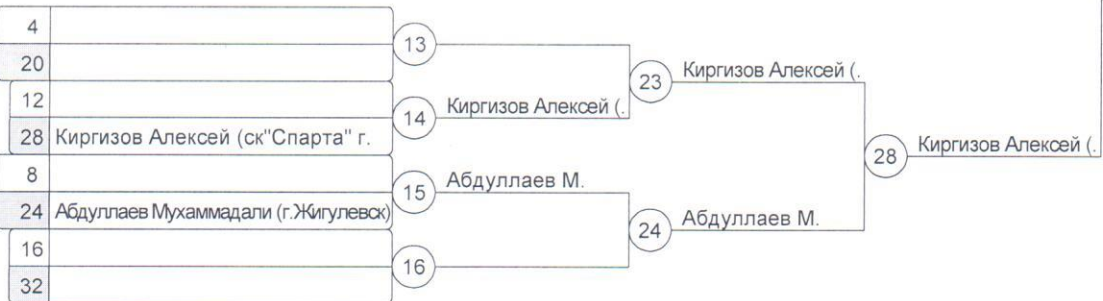 4
13
20
23
Киргизов Алексей (.
12
14
Киргизов Алексей (.
28
Киргизов Алексей (ск"Спарта" г.
28
Киргизов Алексей (.
8
15
Абдуллаев М.
24
Абдуллаев Мухаммадали (г.Жигулевск)
24
Абдуллаев М.
16
16
32